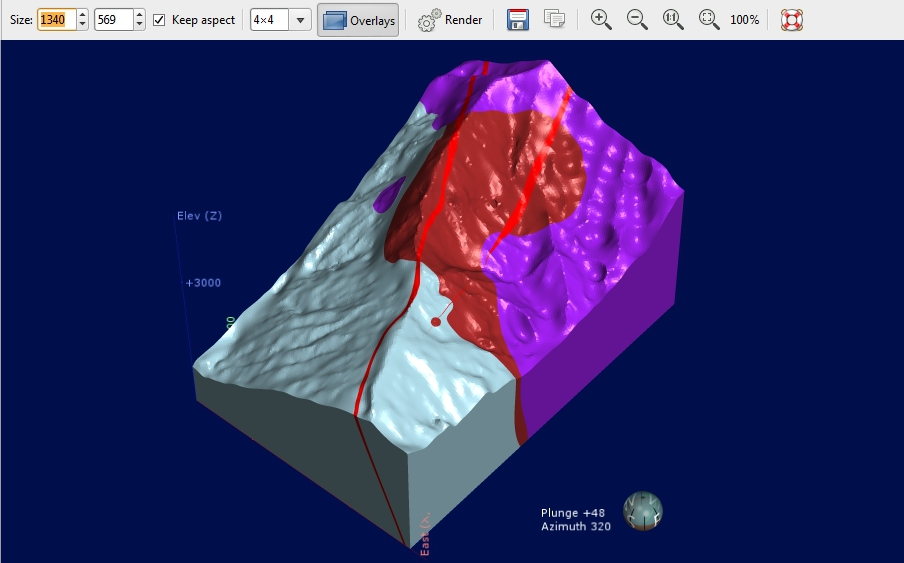 Size: 1340 569 Keep aspect 4×4 Overlays Render 100%
Elev (Z)
+3000
Plunge +48
Azimuth 320